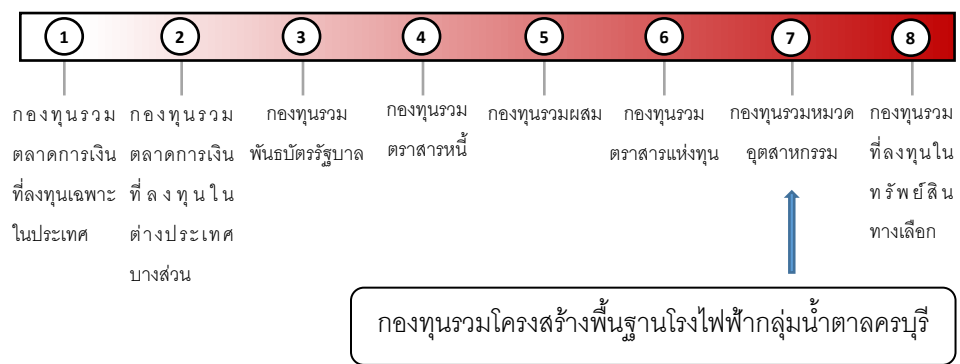 1 2 3 4 5 6 7 8
กองทุนรวม
ตลาดการเงิน
ที่ลงทุนเฉพาะ
ในประเทศ
กองทุนรวม
ตลาดการเงิน
ที่ลงทุนใน
ต่างประเทศ
บางส่วน
กองทุนรวม
พันธบัตรรัฐบาล
กองทุนรวม
ตราสารหนี้
กองทุนรวมผสม
กองทุนรวม
ตราสารแห่งทุน
กองทุนรวมหมวด
อุตสาหกรรม
กองทุนรวม
ที่ลงทุนใน
ทรัพย์สิน
ทางเลือก
กองทุนรวมโครงสร้างพื้นฐานโรงไฟฟ้ากลุ่มน้ำตาลครบุรี